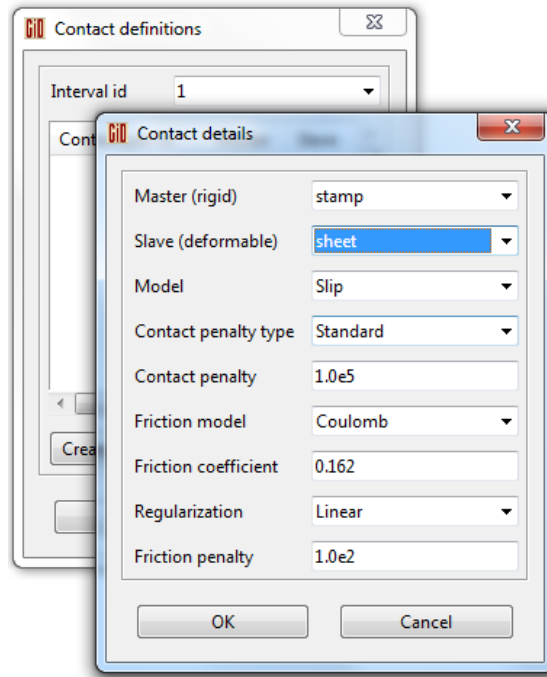 GiD Contact definitions
Interval id 1
GiD Contact details
Master (rigid) stamp
Slave (deformable) sheet
Model Slip
Contact penalty type Standard
Contact penalty 1.0e5
Friction model Coulomb
Friction coefficient 0.162
Regularization Linear
Friction penalty 1.0e2
OK Cancel